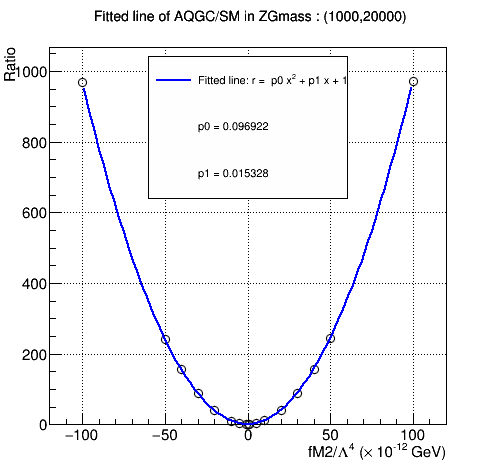 Fitted line of AQGC/SM in ZGmass : (1000,20000)
Ratio
1000
800
600
400
200
0
Fitted line: r = p0 x² + p1 x + 1
p0 = 0.096922
p1 = 0.015328
−100 −50 0 50 100
fM2/Λ⁴ (× 10⁻¹² GeV)